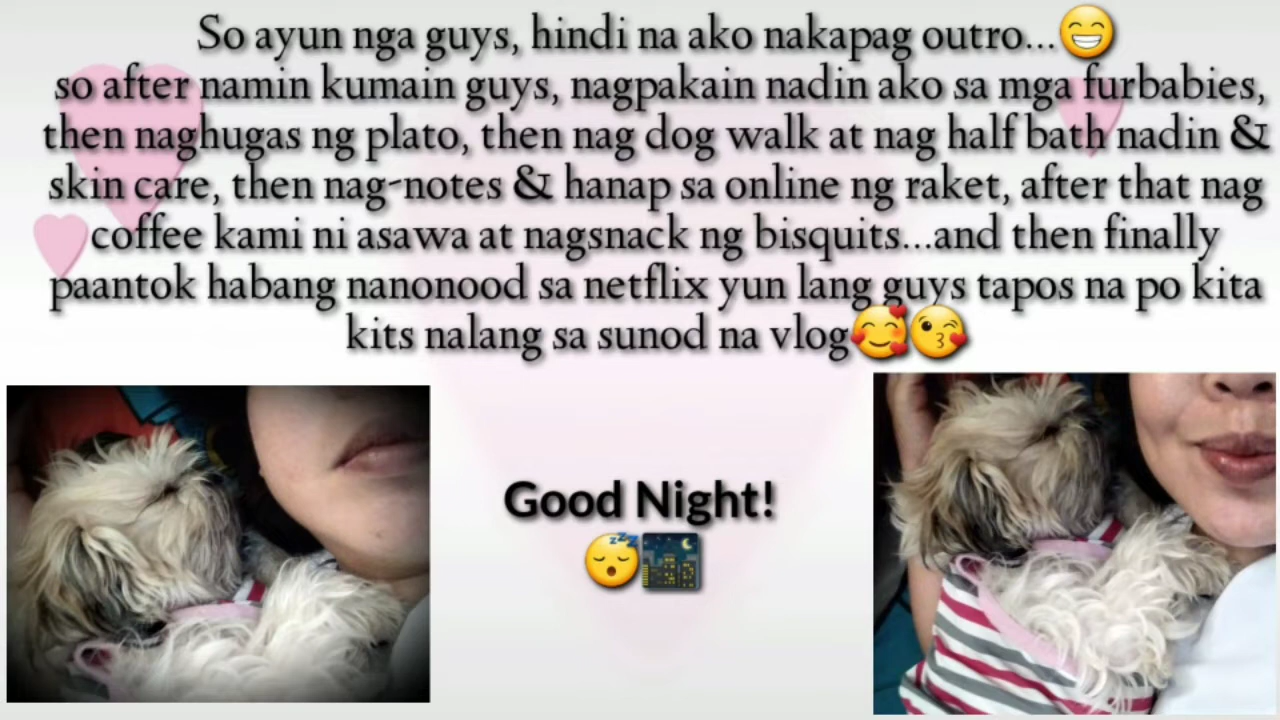 So ayun nga guys, hindi na ako nakapag outro...😁
so after namin kumain guys, nagpakain nadin ako sa mga furbabies,
then naghugas ng plato, then nag dog walk at nag half bath nadin &
skin care, then nag-notes & hanap sa online ng raket, after that nag
coffee kami ni asawa at nagsnack ng bisquits...and then finally
paantok habang nanonood sa netflix yun lang guys tapos na po kita
kits nalang sa sunod na vlog🥰😘
Good Night!
😴🌃